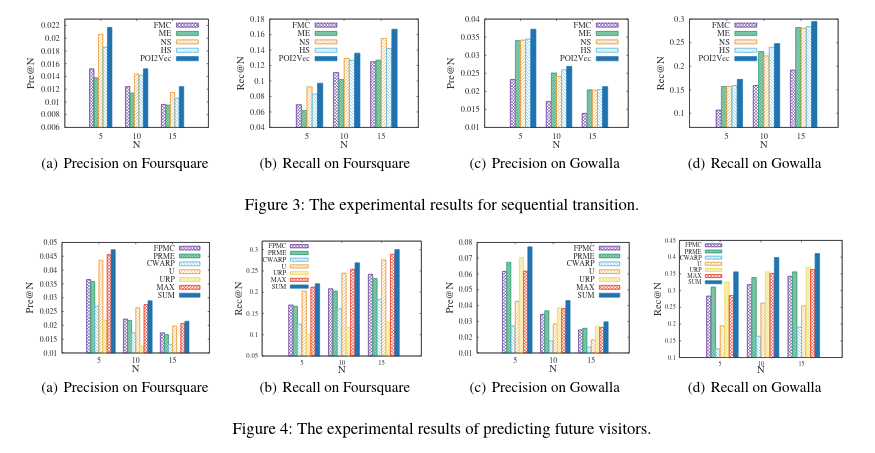 0.022
0.02
0.018
0.016
0.014
0.012
0.01
0.008
0.006
Pre@N
FMC
ME
NS
HS
POI2Vec
5 10 15
N
(a) Precision on Foursquare
0.18
0.16
0.14
0.12
0.1
0.08
0.06
0.04
Rec@N
FMC
ME
NS
HS
POI2Vec
5 10 15
N
(b) Recall on Foursquare
0.04
0.035
0.03
0.025
0.02
0.015
0.01
Pre@N
FMC
ME
NS
HS
POI2Vec
5 10 15
N
(c) Precision on Gowalla
0.3
0.25
0.2
0.15
0.1
Rec@N
FMC
ME
NS
HS
POI2Vec
5 10 15
N
(d) Recall on Gowalla
Figure 3: The experimental results for sequential transition.
0.05
0.045
0.04
0.035
0.03
0.025
0.02
0.015
0.01
Pre@N
FPMC
PRME
CWARP
U
URP
MAX
SUM
5 10 15
N
(a) Precision on Foursquare
0.3
0.25
0.2
0.15
0.1
0.05
Rec@N
FPMC
PRME
CWARP
U
URP
MAX
SUM
5 10 15
N
(b) Recall on Foursquare
0.08
0.07
0.06
0.05
0.04
0.03
0.02
0.01
Pre@N
FPMC
PRME
CWARP
U
URP
MAX
SUM
5 10 15
N
(c) Precision on Gowalla
0.45
0.4
0.35
0.3
0.25
0.2
0.15
0.1
Rec@N
FPMC
PRME
CWARP
U
URP
MAX
SUM
5 10 15
N
(d) Recall on Gowalla
Figure 4: The experimental results of predicting future visitors.